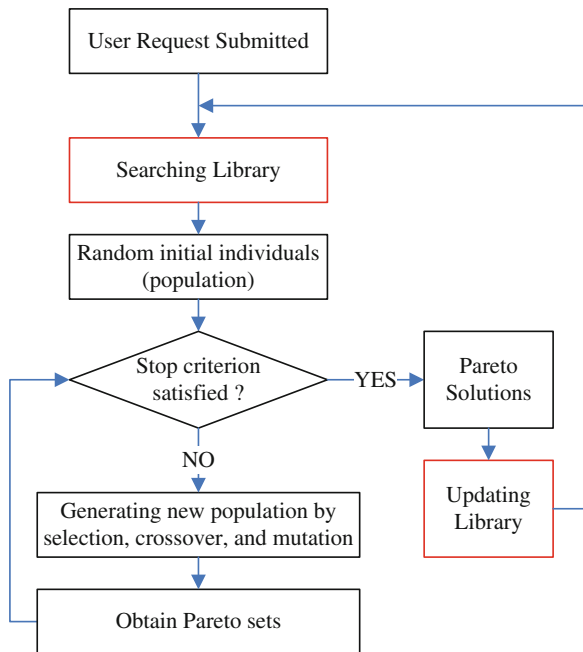 User Request Submitted
Searching Library
Random initial individuals
(population)
Stop criterion
satisfied ?
YES
Pareto
Solutions
NO
Updating
Library
Generating new population by
selection, crossover, and mutation
Obtain Pareto sets